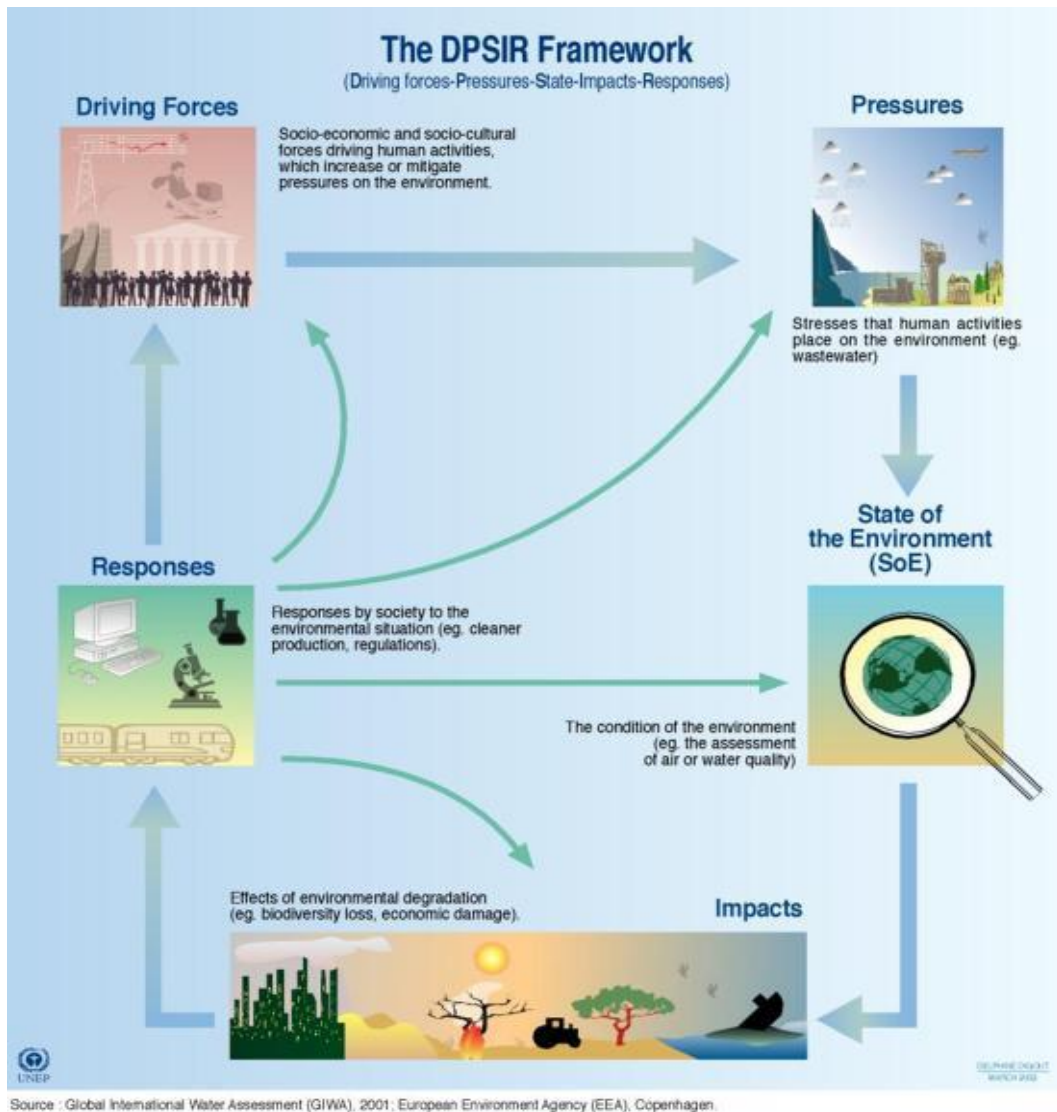 The DPSIR Framework
(Driving forces-Pressures-State-Impacts-Responses)
Driving Forces
Socio-economic and socio-cultural
forces driving human activities,
which increase or mitigate
pressures on the environment.
Pressures
Stresses that human activities
place on the environment (eg.
wastewater)
State of
the Environment
(SoE)
Responses
Responses by society to the
environmental situation (eg. cleaner
production, regulations).
The condition of the environment
(eg. the assessment
of air or water quality)
Effects of environmental degradation
(eg. biodiversity loss, economic damage).
Impacts
UNEP
Source : Global International Water Assessment (GIWA), 2001; European Environment Agency (EEA), Copenhagen.